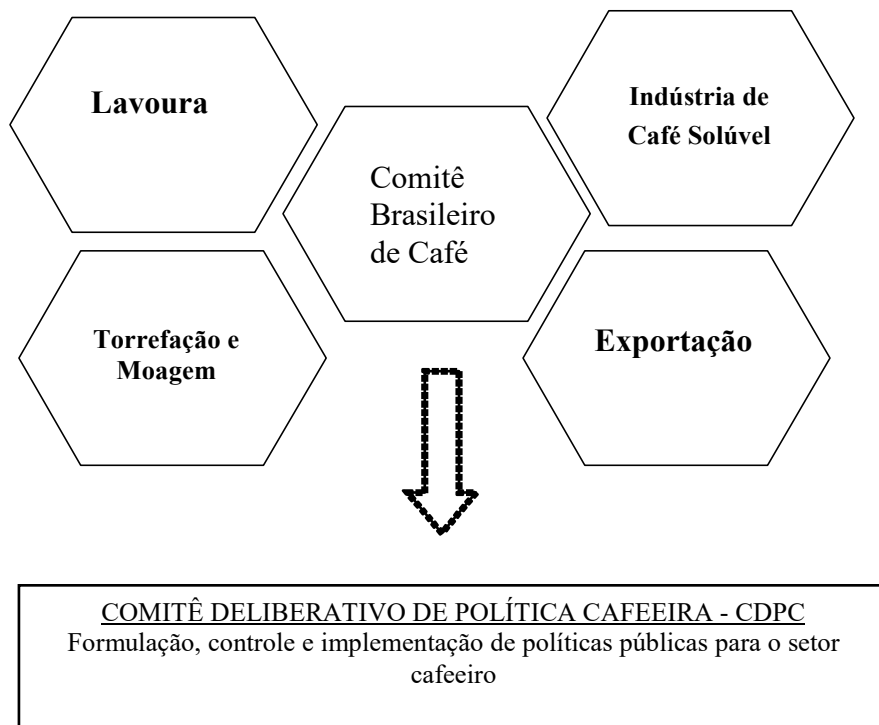 Lavoura
Indústria de
Café Solúvel
Comitê
Brasileiro
de Café
Torrefação e
Moagem
Exportação
COMITÊ DELIBERATIVO DE POLÍTICA CAFEEIRA - CDPC
Formulação, controle e implementação de políticas públicas para o setor
cafeeiro